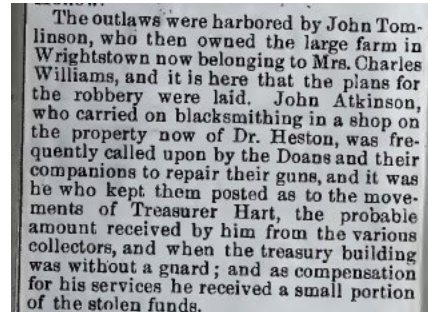 The outlaws were harbored by John Tom-
linson, who then owned the large farm in
Wrightstown now belonging to Mrs. Charles
Williams, and it is here that the plans for
the robbery were laid. John Atkinson,
who carried on blacksmithing in a shop on
the property now of Dr. Heston, was fre-
quently called upon by the Doans and their
companions to repair their guns, and it was
he who kept them posted as to the move-
ments of Treasurer Hart, the probable
amount received by him from the various
collectors, and when the treasury building
was without a guard; and as compensation
for his services he received a small portion
of the stolen funds.